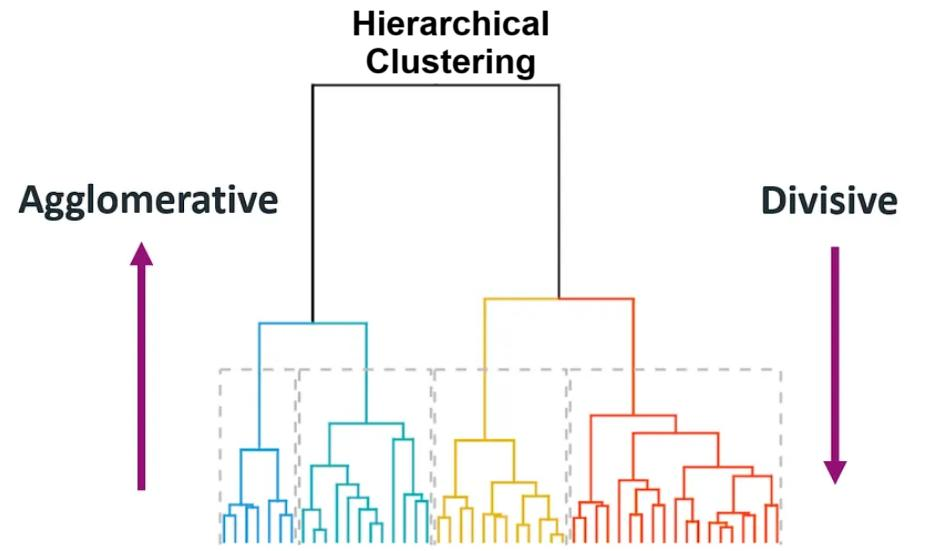 Hierarchical
Clustering
Agglomerative
Divisive